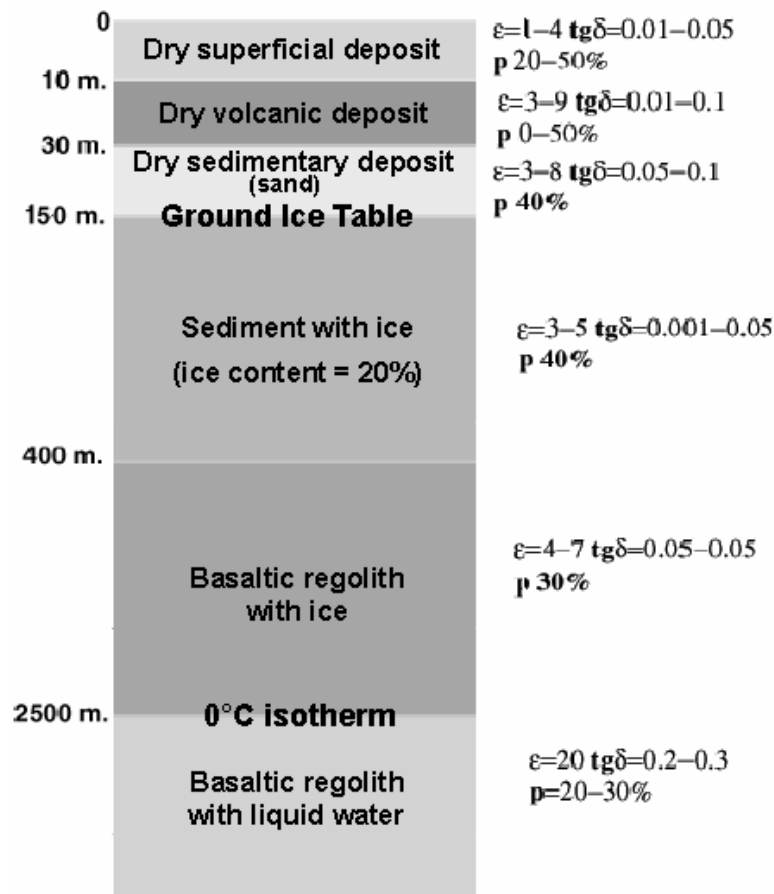 0
Dry superficial deposit
ε=1–4 tgδ=0.01–0.05
p 20–50%
10 m.
Dry volcanic deposit
ε=3–9 tgδ=0.01–0.1
p 0–50%
30 m.
Dry sedimentary deposit
(sand)
ε=3–8 tgδ=0.05–0.1
p 40%
150 m.
Ground Ice Table
Sediment with ice
(ice content = 20%)
ε=3–5 tgδ=0.001–0.05
p 40%
400 m.
Basaltic regolith
with ice
ε=4–7 tgδ=0.05–0.05
p 30%
2500 m.
0°C isotherm
Basaltic regolith
with liquid water
ε=20 tgδ=0.2–0.3
p=20–30%